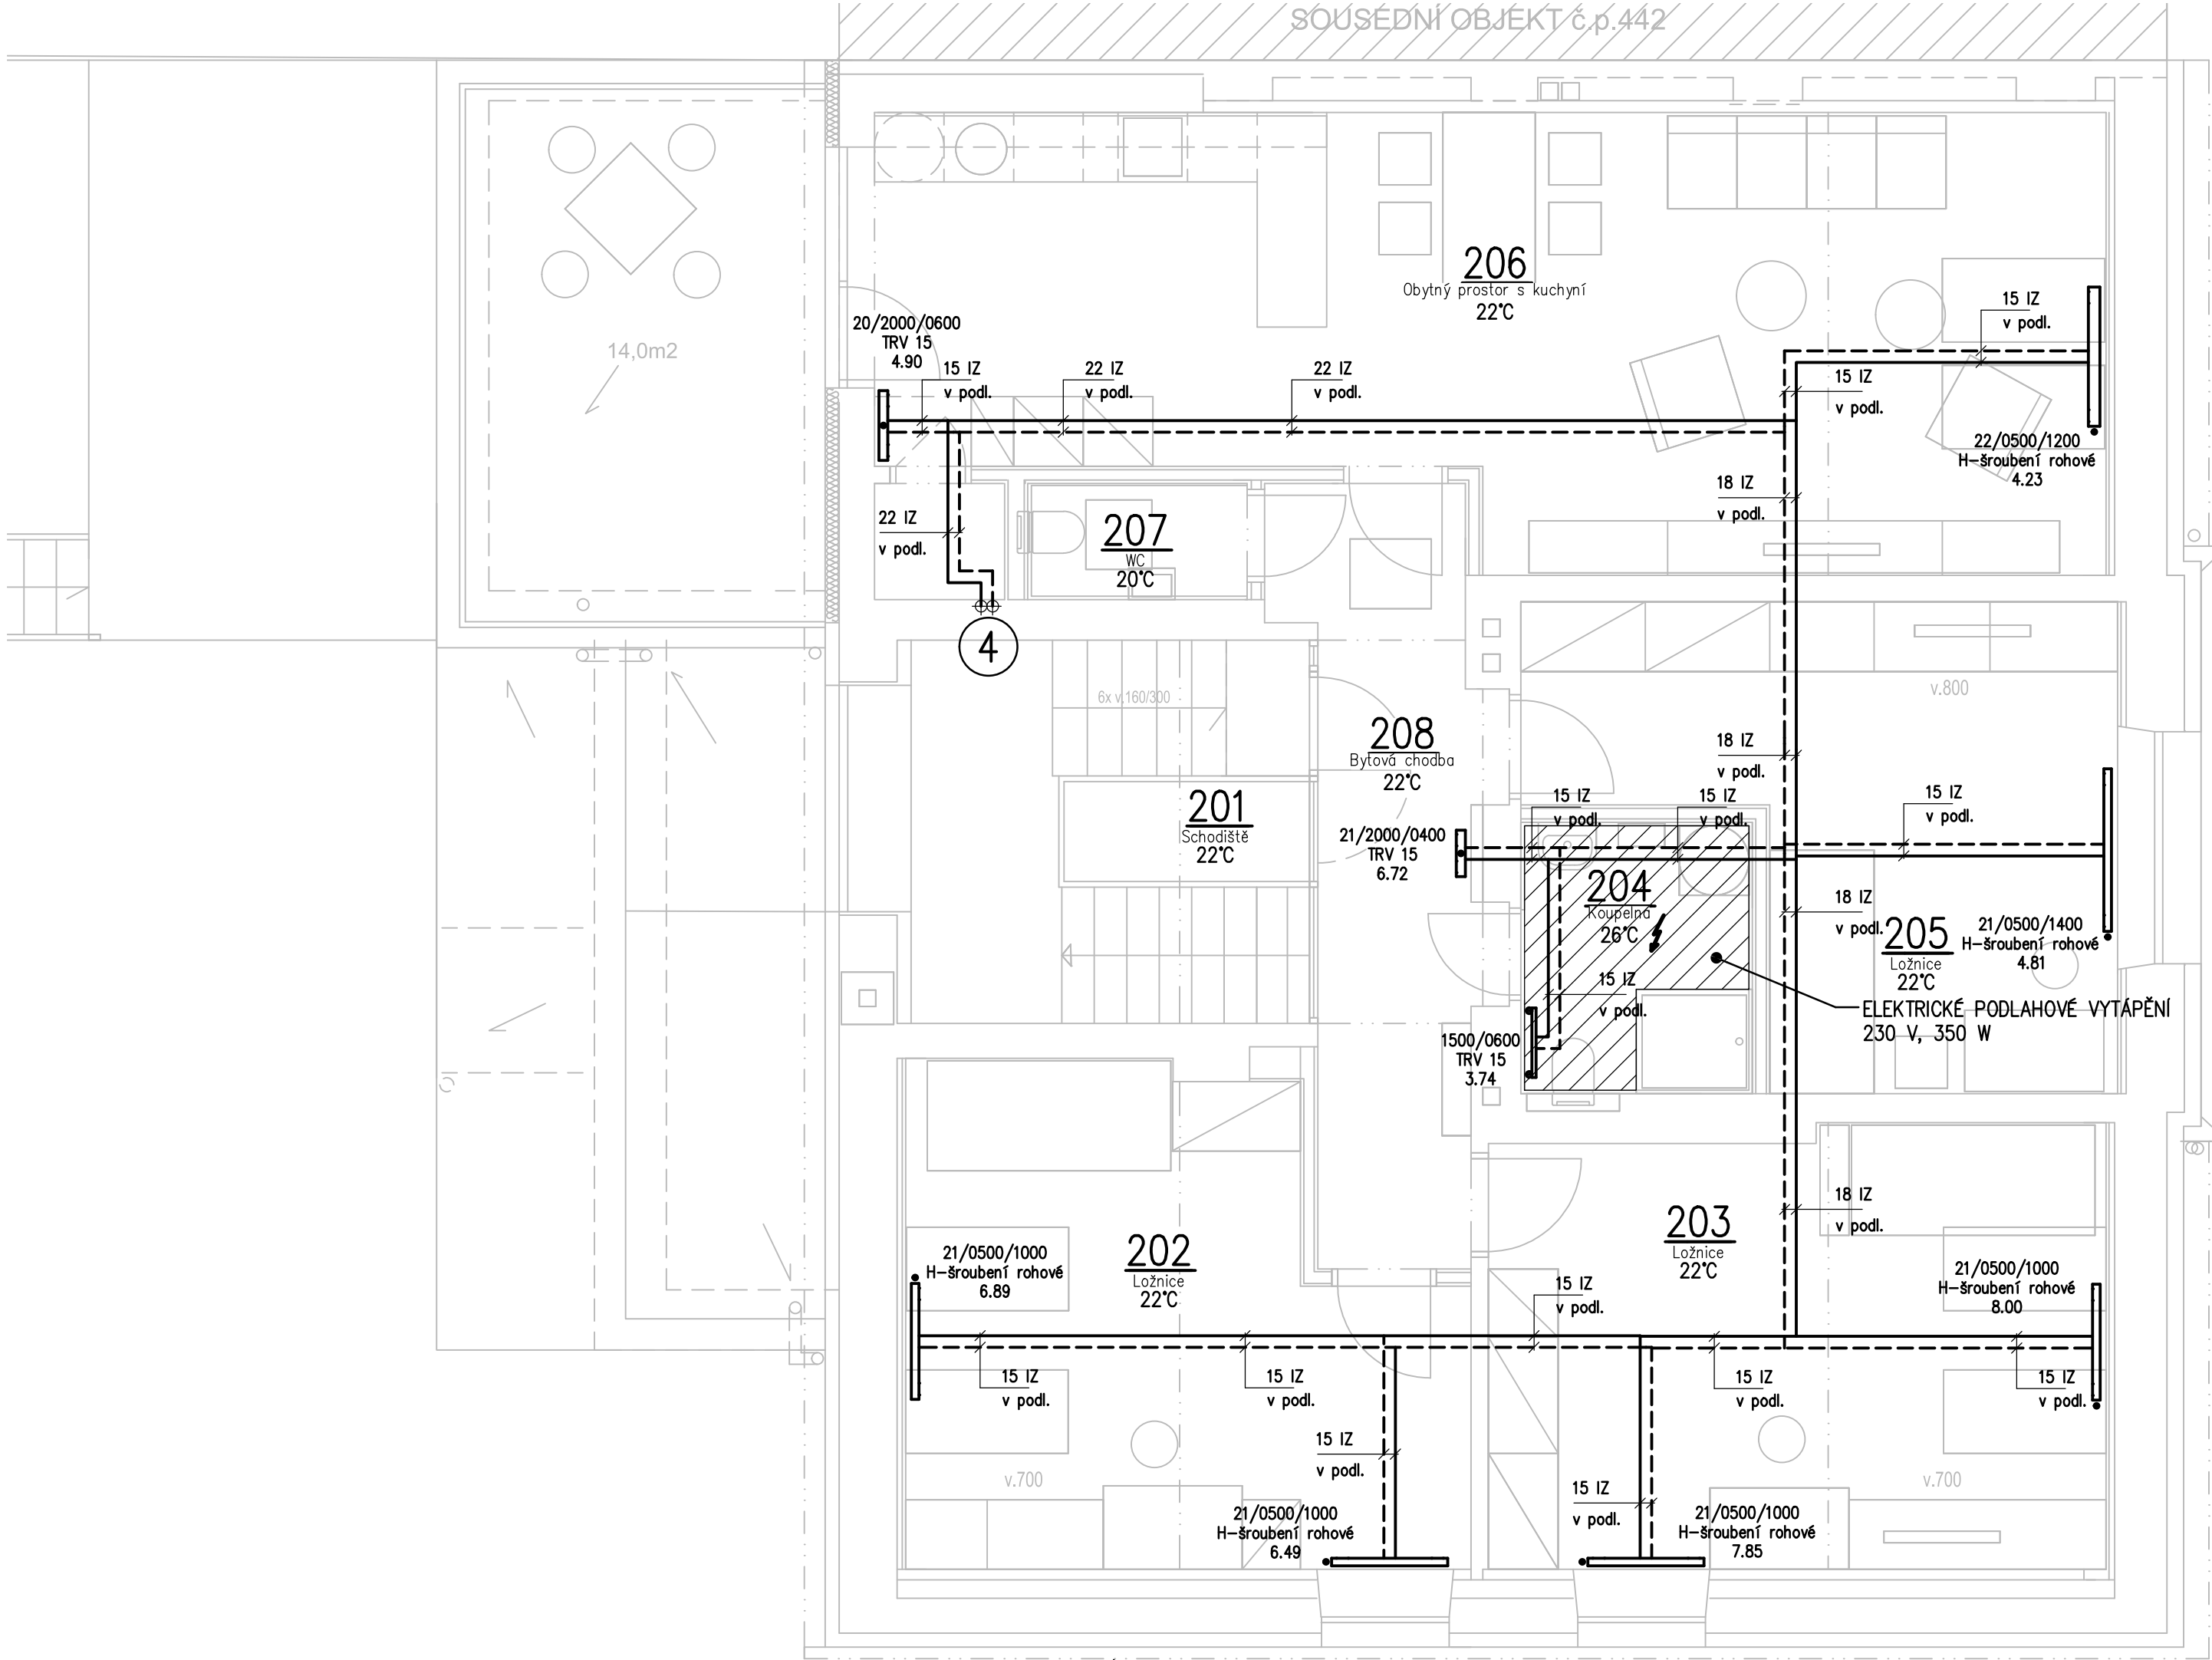 SOUSEDNÍ OBJEKT č.p.442
206
Obytný prostor s kuchyní
22°C
14,0m2
20/2000/0600
TRV 15
4.90
15 IZ
v podl.
22 IZ
v podl.
22 IZ
v podl.
15 IZ
v podl.
15 IZ
v podl.
22/0500/1200
H-šroubení rohové
4.23
18 IZ
v podl.
22 IZ
v podl.
207
WC
20°C
4
6x v.160/300
v.800
208
Bytová chodba
22°C
18 IZ
v podl.
201
Schodiště
22°C
21/2000/0400
TRV 15
6.72
15 IZ
v podl.
15 IZ
v podl.
15 IZ
v podl.
204
Koupelna
26°C
18 IZ
v podl.
205
Ložnice
22°C
21/0500/1400
H-šroubení rohové
4.81
15 IZ
v podl.
ELEKTRICKÉ PODLAHOVÉ VYTÁPĚNÍ
230 V, 350 W
1500/0600
TRV 15
3.74
18 IZ
v podl.
202
Ložnice
22°C
203
Ložnice
22°C
21/0500/1000
H-šroubení rohové
6.89
21/0500/1000
H-šroubení rohové
8.00
15 IZ
v podl.
15 IZ
v podl.
15 IZ
v podl.
15 IZ
v podl.
15 IZ
v podl.
15 IZ
v podl.
15 IZ
v podl.
v.700
v.700
21/0500/1000
H-šroubení rohové
6.49
21/0500/1000
H-šroubení rohové
7.85